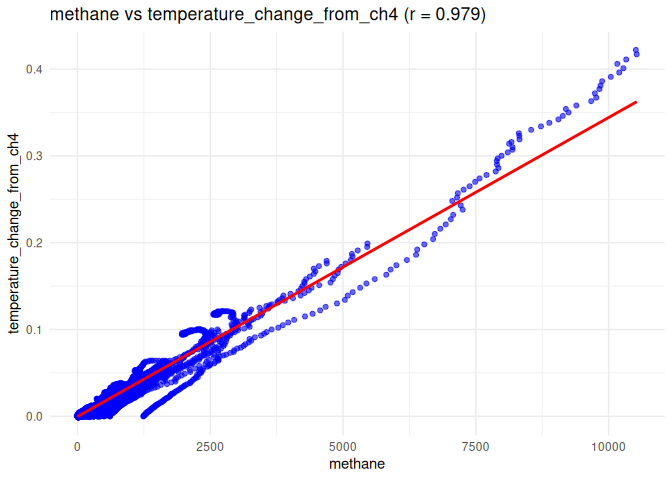 methane vs temperature_change_from_ch4 (r = 0.979)
temperature_change_from_ch4
0.4
0.3
0.2
0.1
0.0
0 2500 5000 7500 10000
methane